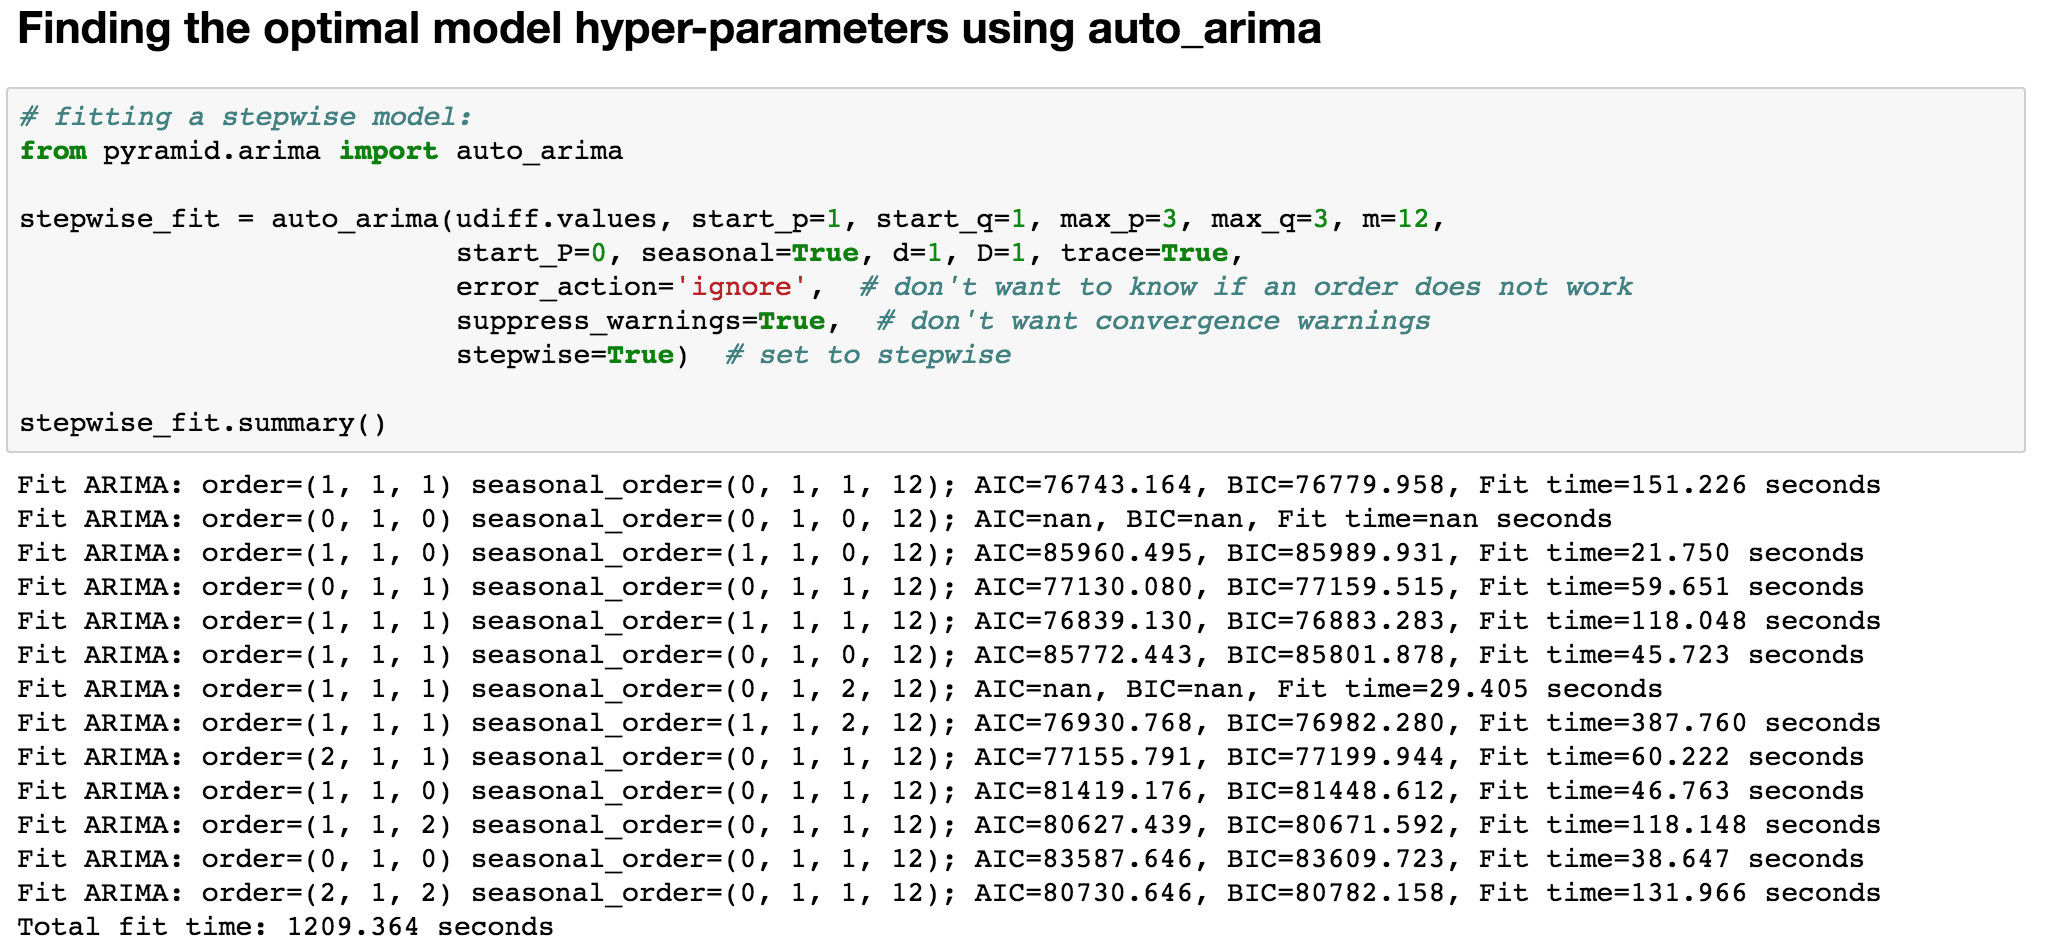 Finding the optimal model hyper-parameters using auto_arima
# fitting a stepwise model:
from pyramid.arima import auto_arima
stepwise_fit = auto_arima(udiff.values, start_p=1, start_q=1, max_p=3, max_q=3, m=12,
start_P=0, seasonal=True, d=1, D=1, trace=True,
error_action='ignore',  # don't want to know if an order does not work
suppress_warnings=True,  # don't want convergence warnings
stepwise=True)  # set to stepwise
stepwise_fit.summary()
Fit ARIMA: order=(1, 1, 1) seasonal_order=(0, 1, 1, 12); AIC=76743.164, BIC=76779.958, Fit time=151.226 seconds
Fit ARIMA: order=(0, 1, 0) seasonal_order=(0, 1, 0, 12); AIC=nan, BIC=nan, Fit time=nan seconds
Fit ARIMA: order=(1, 1, 0) seasonal_order=(1, 1, 0, 12); AIC=85960.495, BIC=85989.931, Fit time=21.750 seconds
Fit ARIMA: order=(0, 1, 1) seasonal_order=(0, 1, 1, 12); AIC=77130.080, BIC=77159.515, Fit time=59.651 seconds
Fit ARIMA: order=(1, 1, 1) seasonal_order=(1, 1, 1, 12); AIC=76839.130, BIC=76883.283, Fit time=118.048 seconds
Fit ARIMA: order=(1, 1, 1) seasonal_order=(0, 1, 0, 12); AIC=85772.443, BIC=85801.878, Fit time=45.723 seconds
Fit ARIMA: order=(1, 1, 1) seasonal_order=(0, 1, 2, 12); AIC=nan, BIC=nan, Fit time=29.405 seconds
Fit ARIMA: order=(1, 1, 1) seasonal_order=(1, 1, 2, 12); AIC=76930.768, BIC=76982.280, Fit time=387.760 seconds
Fit ARIMA: order=(2, 1, 1) seasonal_order=(0, 1, 1, 12); AIC=77155.791, BIC=77199.944, Fit time=60.222 seconds
Fit ARIMA: order=(1, 1, 0) seasonal_order=(0, 1, 1, 12); AIC=81419.176, BIC=81448.612, Fit time=46.763 seconds
Fit ARIMA: order=(1, 1, 2) seasonal_order=(0, 1, 1, 12); AIC=80627.439, BIC=80671.592, Fit time=118.148 seconds
Fit ARIMA: order=(0, 1, 0) seasonal_order=(0, 1, 1, 12); AIC=83587.646, BIC=83609.723, Fit time=38.647 seconds
Fit ARIMA: order=(2, 1, 2) seasonal_order=(0, 1, 1, 12); AIC=80730.646, BIC=80782.158, Fit time=131.966 seconds
Total fit time: 1209.364 seconds